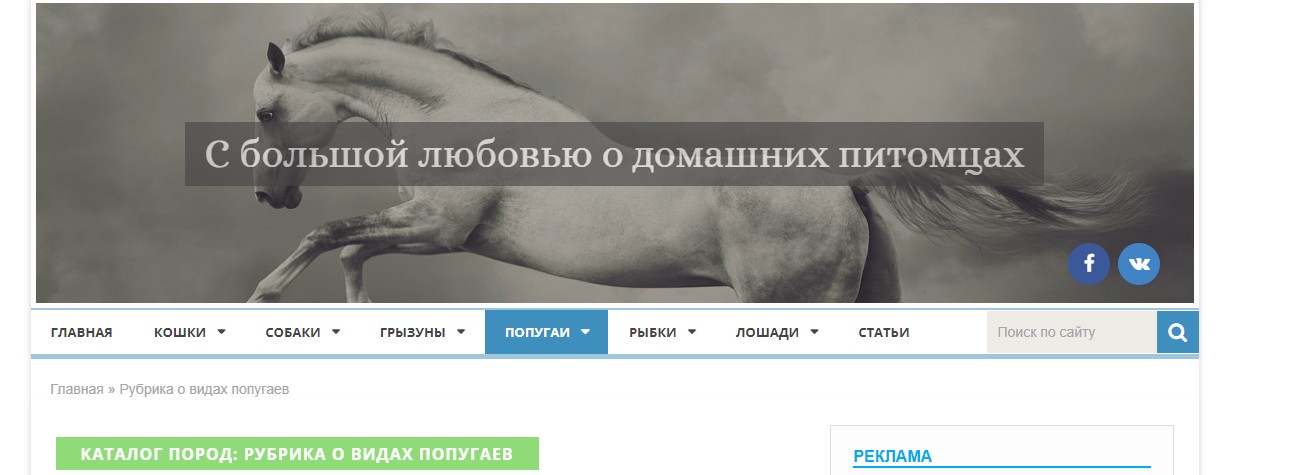 С большой любовью о домашних питомцах
ГЛАВНАЯ КОШКИ СОБАКИ ГРЫЗУНЫ ПОПУГАИ РЫБКИ ЛОШАДИ СТАТЬИ Поиск по сайту
Главная » Рубрика о видах попугаев
КАТАЛОГ ПОРОД: РУБРИКА О ВИДАХ ПОПУГАЕВ
РЕКЛАМА